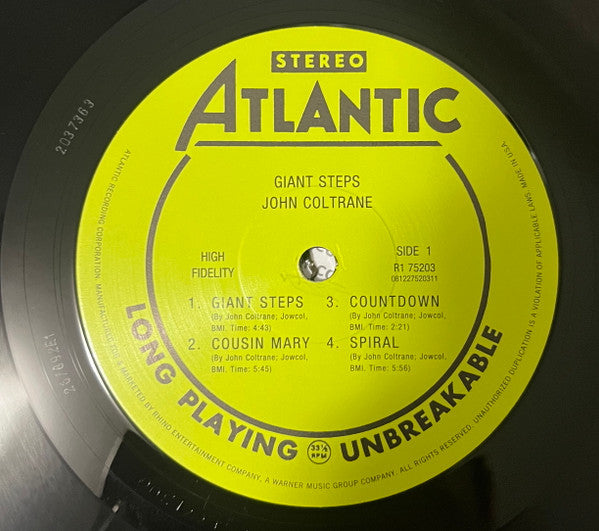 STEREO
ATLANTIC
GIANT STEPS
JOHN COLTRANE
HIGH
FIDELITY
SIDE 1
R1 75203
081227520311
1. GIANT STEPS
(By John Coltrane; Jowcol,
BMI. Time: 4:43)
2. COUSIN MARY
(By John Coltrane; Jowcol,
BMI. Time: 5:45)
3. COUNTDOWN
(By John Coltrane; Jowcol,
BMI. Time: 2:21)
4. SPIRAL
(By John Coltrane; Jowcol,
BMI. Time: 5:56)
LONG PLAYING 33⅓ RPM UNBREAKABLE
ATLANTIC RECORDING CORPORATION. MANUFACTURED & MARKETED BY RHINO ENTERTAINMENT COMPANY, A WARNER MUSIC GROUP COMPANY. ALL RIGHTS RESERVED. UNAUTHORIZED DUPLICATION IS A VIOLATION OF APPLICABLE LAWS. MADE IN U.S.A.
2037363